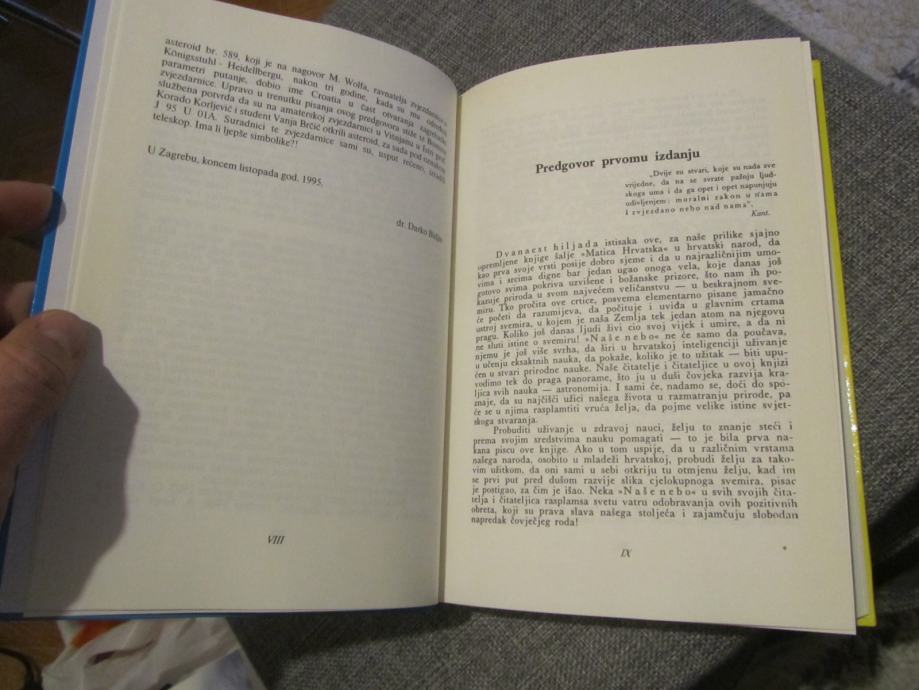 asteroid br. 589, koji je na nagovor M. Wolfa, ravnatelja zvjezdarnice
Königsstuhl - Heidellbergu, nakon tri godine, kada su mu određeni
parametri putanje, dobio ime Croatia u čast otvaranja zagrebačke
zvjezdarnice. Upravo u trenutku pisanja ovog predgovora stiže iz
službena potvrda da su na amaterskoj zvjezdarnici u Višnjanu u Istri prof.
Korado Korljević i student Vanja Brčić otkrili asteroid, za sada pod oznakom
J 95 U 01A. Suradnici te zvjezdarnice sami su, usput rečeno, izradili
teleskop. Ima li ljepše simbolike?!
U Zagrebu, koncem listopada god. 1995.
dr. Darko
VIII
Predgovor prvomu izdanju
„Dvije su stvari, koje su nada sve
vrijedne, da na se svrate pažnju ljud-
skoga uma i da ga opet i opet napunjuju
odivljenjem: moralni zakon u nama
i zvjezdano nebo nad nama”.
Kant.
Dvanaest hiljada istisaka ove, za naše prilike sjajno
opremljene knjige šalje »Matica Hrvatska« u hrvatski narod, da
kao prva svoje vrsti posije dobro sjeme i da u najrazličnijim umo-
vima i srcima digne bar jedan ugao onoga vela, koje danas još
gotovo svima pokriva uzvišene i božanske prizore, što nam ih po-
kazuje priroda u svom najvećem veličanstvu — u beskrajnom sve-
miru. Tko pročita ove crtice, posvema elementarno pisane jamačno
će početi da razumijeva, da počituje i uviđa u glavnim crtama
ustroj svemira, u kojem je naša Zemlja tek jedan atom na njegovu
pragu. Koliko još danas ljudi živi cio svoj vijek i umire, a da ni
ne sluti istine o svemiru! »Naše nebo« ne će samo da poučava,
njemu je još više svrha, da širi u hrvatskoj inteligenciji uživanje
u učenju eksaktnih nauka, da pokaže, koliko je to užitak — biti upu-
ćen u stvari prirodne nauke. Naše čitatelje i čitateljice u ovoj knjizi
vodimo tek do praga panorame, što ju u duši čovjeka razvija kra-
ljica svih nauka — astronomija. I sami će, nadamo se, doći do spo-
znaje, da su najčišći užici našega života u razmatranju prirode, pa
će se u njima rasplamtiti vruća želja, da pojme velike istine svjet-
skoga stvaranja.
Probuditi uživanje u zdravoj nauci, želju to znanje steći i
prema svojim sredstvima nauku pomagati — to je bila prva na-
kana piscu ove knjige. Ako u tom uspije, da u različnim vrstama
našega naroda, osobito u mladeži hrvatskoj, probudi želju za tako-
vim užitkom, da oni sami u sebi otkriju tu otmjenu želju, kad im
se prvi put pred dušom razvije slika cjelokupnog svemira, pisac
je postigao, za čim je išao. Neka »Naše nebo« u svih svojih čita-
telja i čitateljica rasplamsa svetu vatru odobravanja ovih pozitivnih
obreta, koji su prava slava našega stoljeća i zajamčuju slobodan
napredak čovječjeg roda!
IX
*